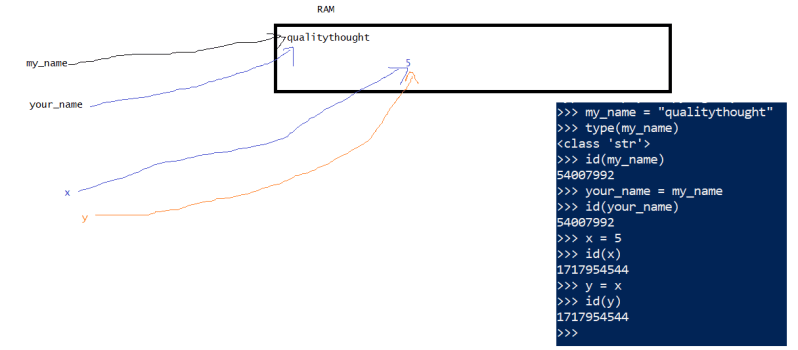 RAM
qualitythought
my_name
5
your_name
x
y
>>> my_name = "qualitythought"
>>> type(my_name)
<class 'str'>
>>> id(my_name)
54007992
>>> your_name = my_name
>>> id(your_name)
54007992
>>> x = 5
>>> id(x)
1717954544
>>> y = x
>>> id(y)
1717954544
>>>